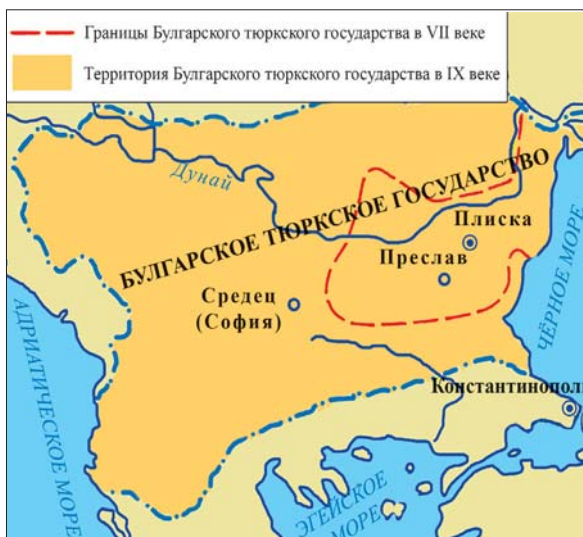 Границы Булгарского тюркского государства в VII веке
Территория Булгарского тюркского государства в IX веке
Дунай
БУЛГАРСКОЕ ТЮРКСКОЕ ГОСУДАРСТВО
Плиска
Преслав
Средец
(София)
ЧЁРНОЕ МОРЕ
АДРИАТИЧЕСКОЕ МОРЕ
Константинополь
ЭГЕЙСКОЕ
МОРЕ